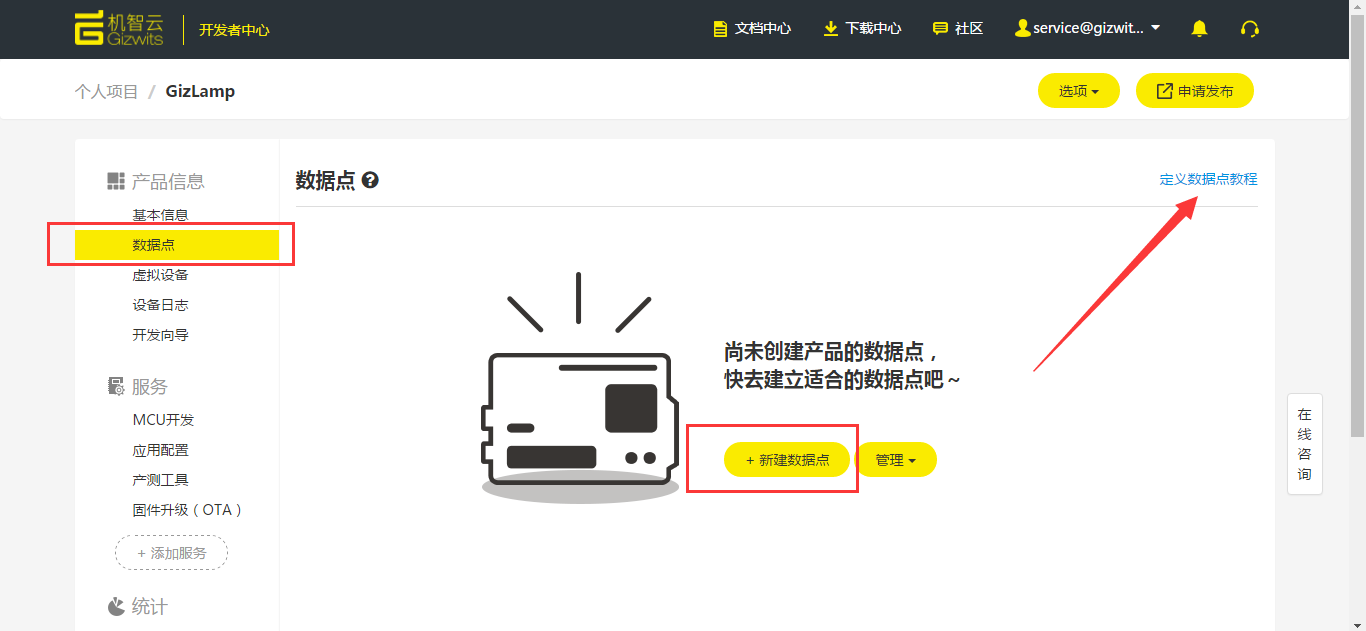 机智云
Gizwits
开发者中心
文档中心
下载中心
社区
service@gizwit...
个人项目 / GizLamp
选项
申请发布
产品信息
基本信息
数据点
虚拟设备
设备日志
开发向导
服务
MCU开发
应用配置
产测工具
固件升级（OTA）
+ 添加服务
统计
数据点
定义数据点教程
尚未创建产品的数据点，
快去建立适合的数据点吧～
+ 新建数据点
管理
在线咨询